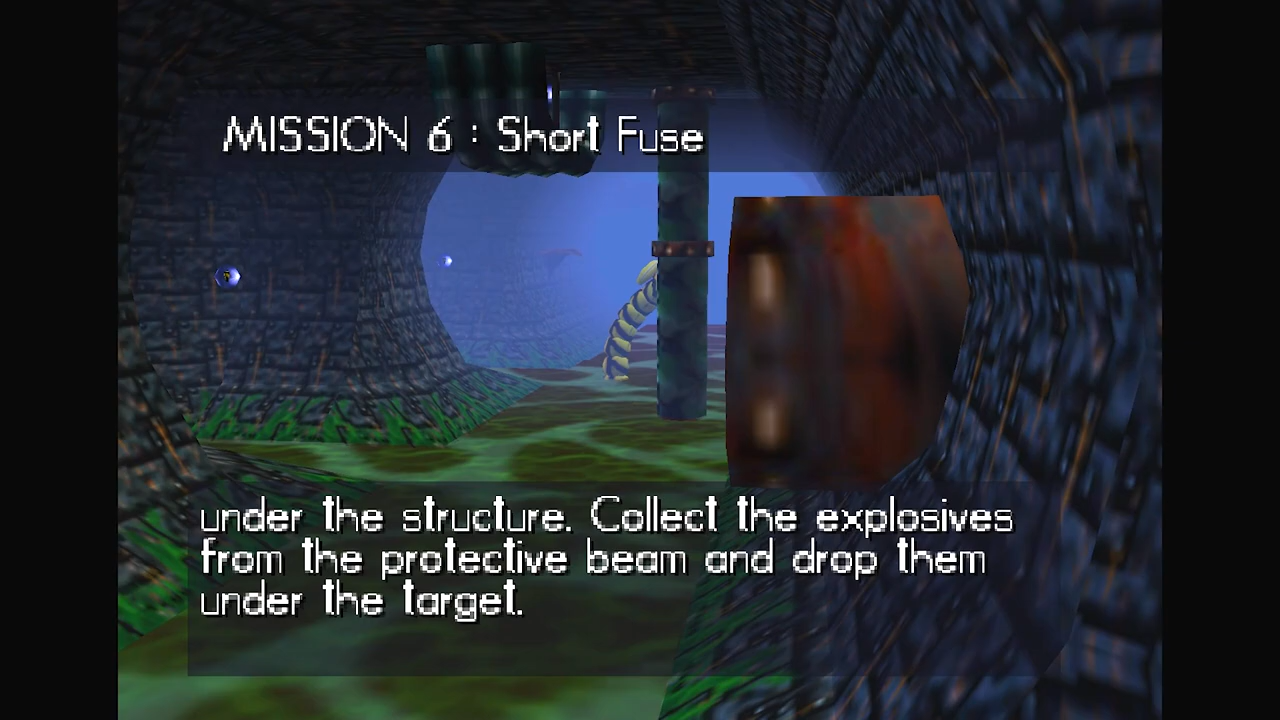 MISSION 6 : Short Fuse
under the structure. Collect the explosives
from the protective beam and drop them
under the target.